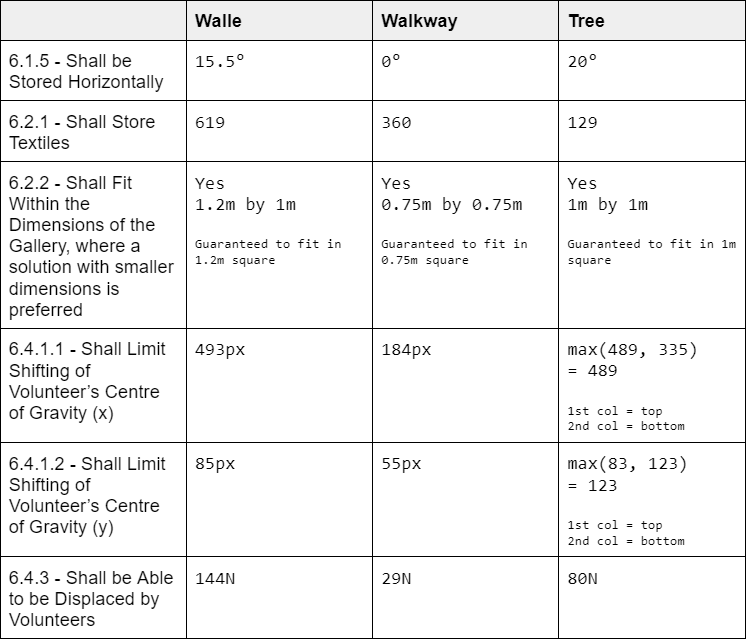 Walle Walkway Tree
6.1.5 - Shall be
Stored Horizontally
15.5°
0°
20°
6.2.1 - Shall Store
Textiles
619
360
129
6.2.2 - Shall Fit
Within the
Dimensions of the
Gallery, where a
solution with smaller
dimensions is
preferred
Yes
1.2m by 1m
Guaranteed to fit in
1.2m square
Yes
0.75m by 0.75m
Guaranteed to fit in
0.75m square
Yes
1m by 1m
Guaranteed to fit in 1m
square
6.4.1.1 - Shall Limit
Shifting of
Volunteer’s Centre
of Gravity (x)
493px
184px
max(489, 335)
= 489
1st col = top
2nd col = bottom
6.4.1.2 - Shall Limit
Shifting of
Volunteer’s Centre
of Gravity (y)
85px
55px
max(83, 123)
= 123
1st col = top
2nd col = bottom
6.4.3 - Shall be Able
to be Displaced by
Volunteers
144N
29N
80N